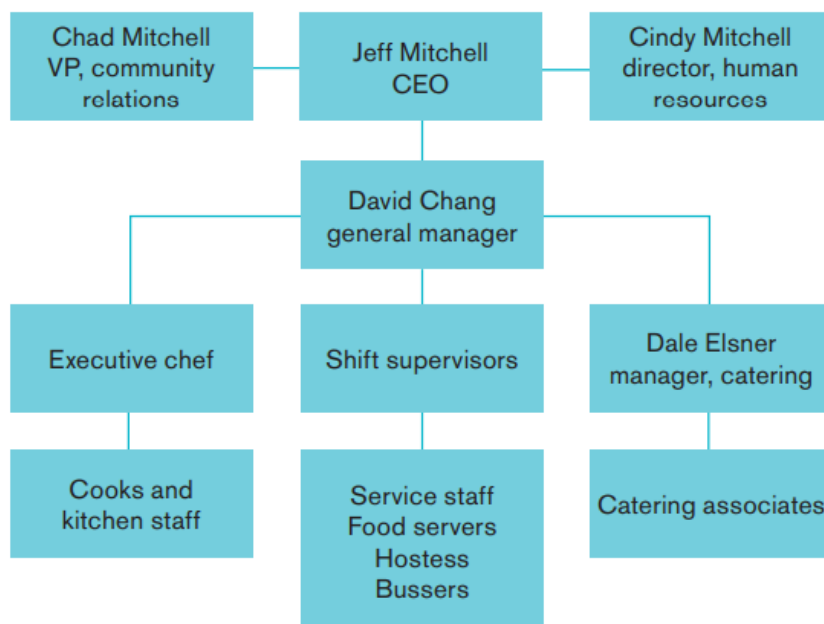 Chad Mitchell
VP, community
relations
Jeff Mitchell
CEO
Cindy Mitchell
director, human
resources
David Chang
general manager
Executive chef
Shift supervisors
Dale Elsner
manager, catering
Cooks and
kitchen staff
Service staff
Food servers
Hostess
Bussers
Catering associates